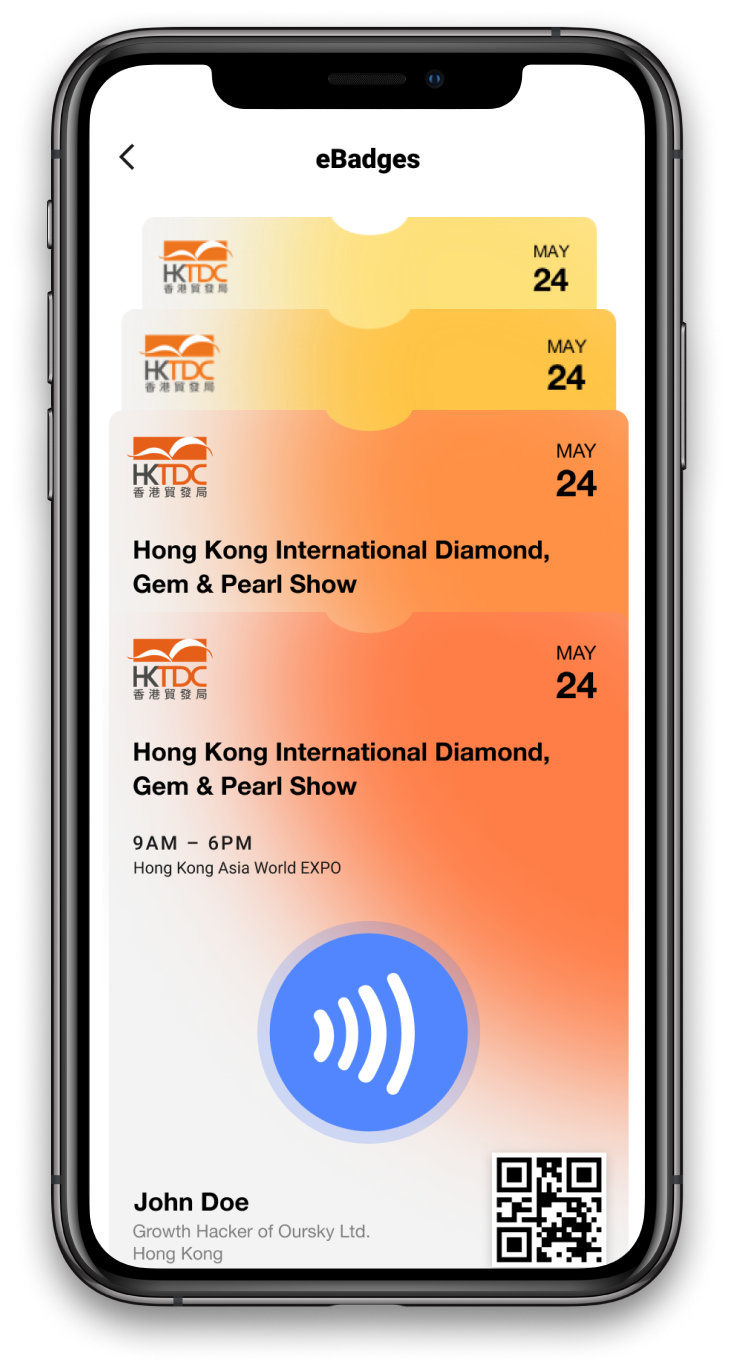 eBadges
HKTDC
香港貿發局
MAY
24
HKTDC
香港貿發局
MAY
24
HKTDC
香港貿發局
MAY
24
Hong Kong International Diamond,
Gem & Pearl Show
HKTDC
香港貿發局
MAY
24
Hong Kong International Diamond,
Gem & Pearl Show
9AM – 6PM
Hong Kong Asia World EXPO
John Doe
Growth Hacker of Oursky Ltd.
Hong Kong